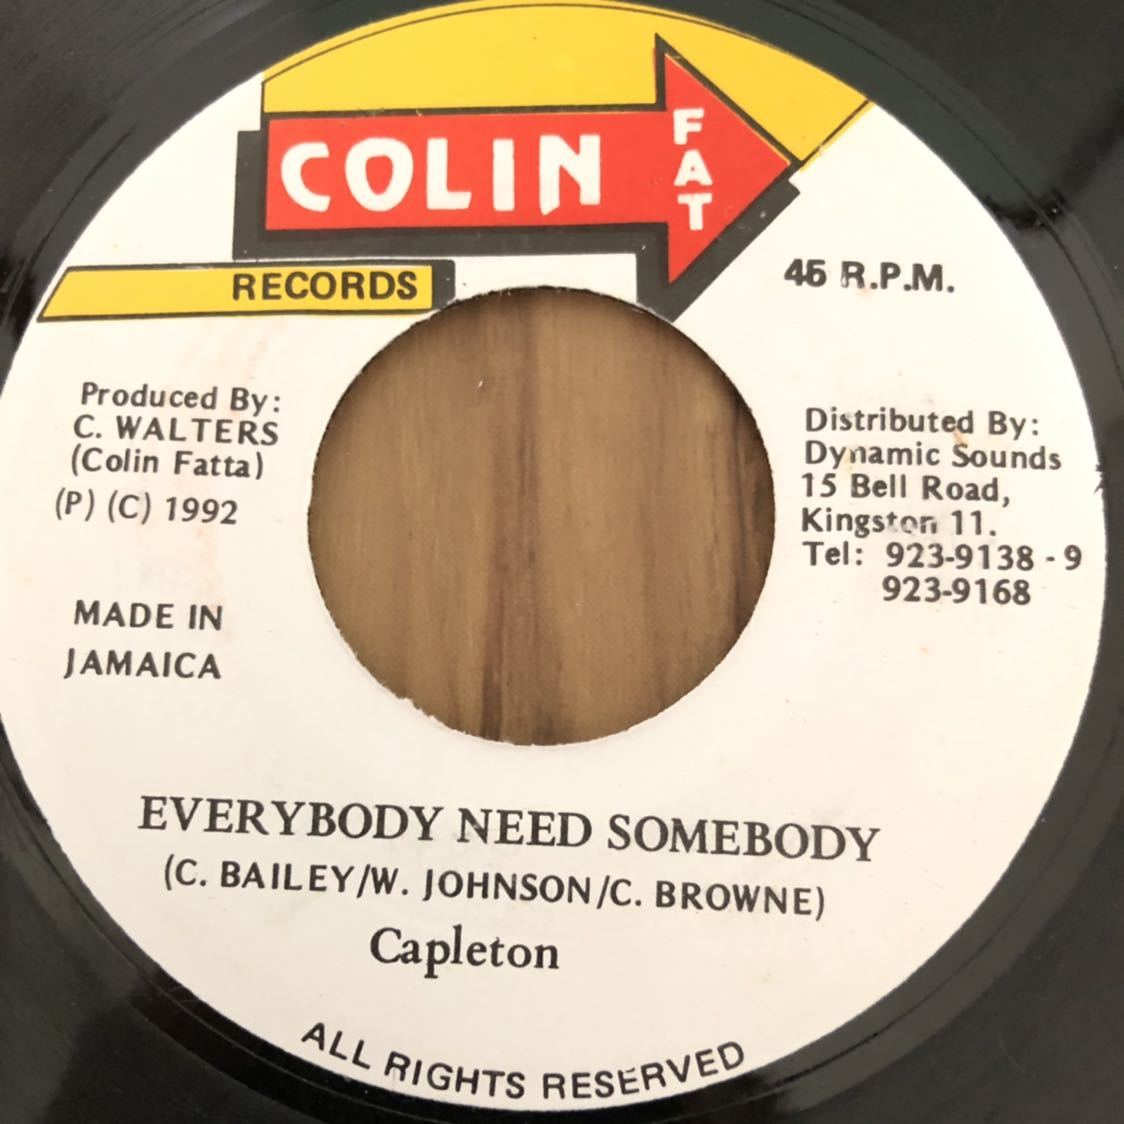 COLIN FAT
RECORDS
45 R.P.M.
Produced By:
C. WALTERS
(Colin Fatta)
(P) (C) 1992
MADE IN
JAMAICA
Distributed By:
Dynamic Sounds
15 Bell Road,
Kingston 11.
Tel: 923-9138 - 9
923-9168
EVERYBODY NEED SOMEBODY
(C. BAILEY/W. JOHNSON/C. BROWNE)
Capleton
ALL RIGHTS RESERVED